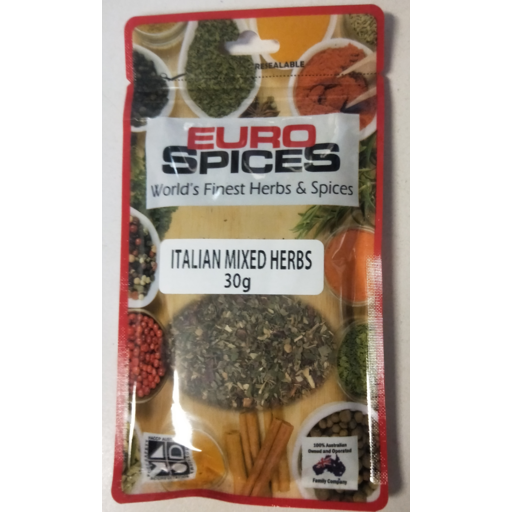 RESEALABLE
EURO
SPICES
World's Finest Herbs & Spices
ITALIAN MIXED HERBS
30g
100% Australian
Owned and Operated
Family Company